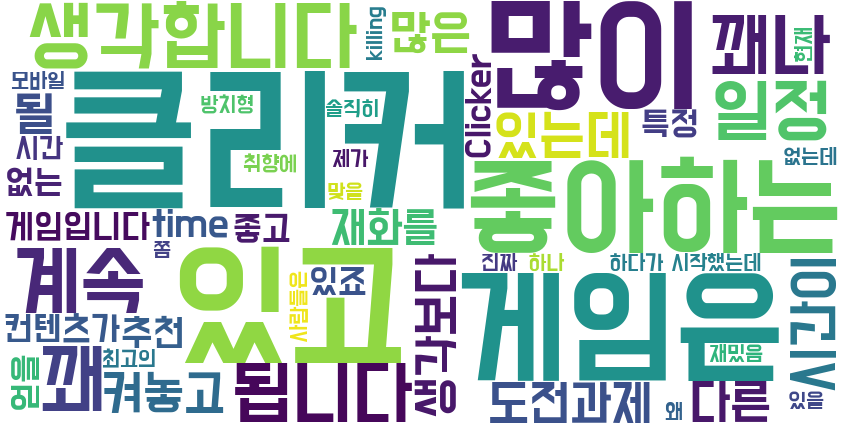 생각합니다
killing
많은
많이
꽤나
현재
모바일
클리커
방치형
솔직히
Clicker
될
있는데
특정
일정
시간
취향에
제가
없는데
없는
맞을
좋아하는
게임입니다
time
좋고
재화를
쯤
계속
있고
사람들은
있죠
생각보다
진짜
하나
하다가
시작했는데
게임은
시간이
컨텐츠가
추천
최고의
재밌음
얻을
꽤
켜놓고
됩니다
도전과제
왜
다른
있을